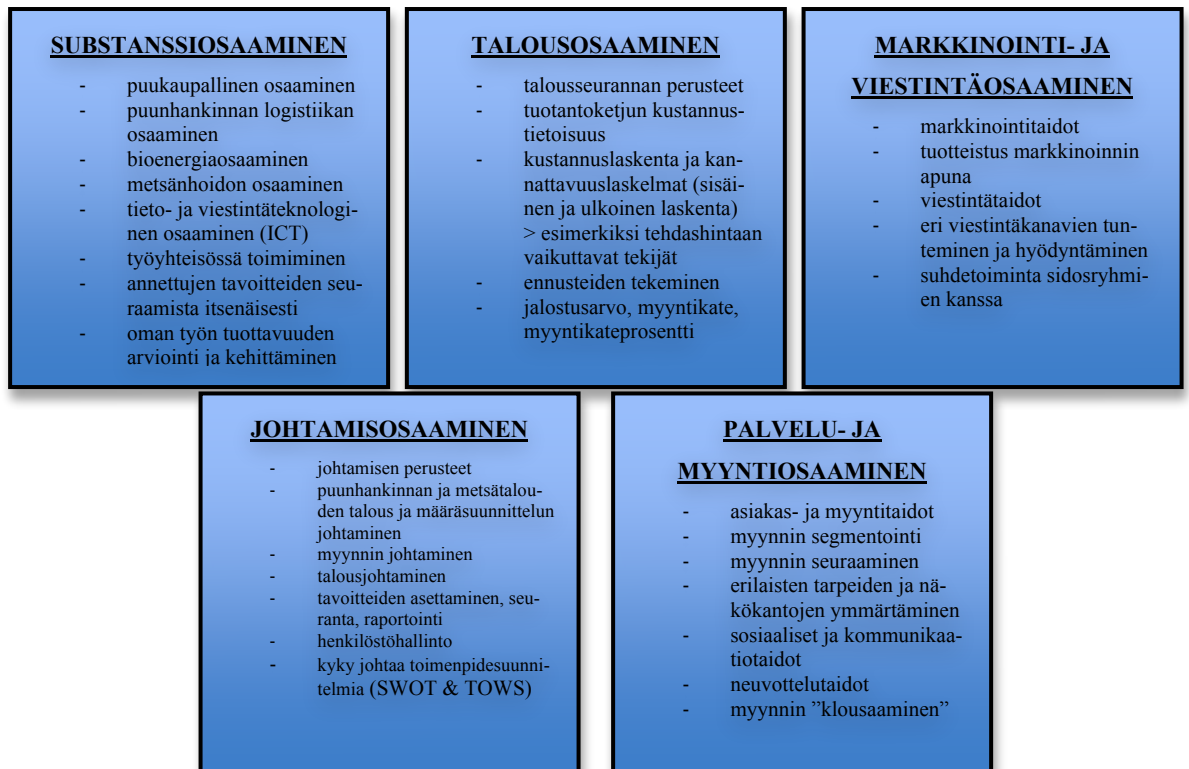 SUBSTANSSIOSAAMINEN
- puukaupallinen osaaminen
- puunhankinnan logistiikan
osaaminen
- bioenergiaosaaminen
- metsänhoidon osaaminen
- tieto- ja viestintäteknologi-
nen osaaminen (ICT)
- työyhteisössä toimiminen
- annettujen tavoitteiden seu-
raamista itsenäisesti
- oman työn tuottavuuden
arviointi ja kehittäminen
TALOUSOSAAMINEN
- talousseurannan perusteet
- tuotantoketjun kustannus-
tietoisuus
- kustannuslaskenta ja kan-
nattavuuslaskelmat (sisäi-
nen ja ulkoinen laskenta)
> esimerkiksi tehdashintaan
vaikuttavat tekijät
- ennusteiden tekeminen
- jalostusarvo, myyntikate,
myyntikateprosentti
MARKKINOINTI- JA
VIESTINTÄOSAAMINEN
- markkinointitaidot
- tuotteistus markkinoinnin
apuna
- viestintätaidot
- eri viestintäkanavien tun-
teminen ja hyödyntäminen
- suhdetoiminta sidosryhmi-
en kanssa
JOHTAMISOSAAMINEN
- johtamisen perusteet
- puunhankinnan ja metsätalou-
den talous ja määräsuunnittelun
johtaminen
- myynnin johtaminen
- talousjohtaminen
- tavoitteiden asettaminen, seu-
ranta, raportointi
- henkilöstöhallinto
- kyky johtaa toimenpidesuunni-
telmia (SWOT & TOWS)
PALVELU- JA
MYYNTIOSAAMINEN
- asiakas- ja myyntitaidot
- myynnin segmentointi
- myynnin seuraaminen
- erilaisten tarpeiden ja nä-
kökantojen ymmärtäminen
- sosiaaliset ja kommunikaa-
tiotaidot
- neuvottelutaidot
- myynnin ”klousaaminen”